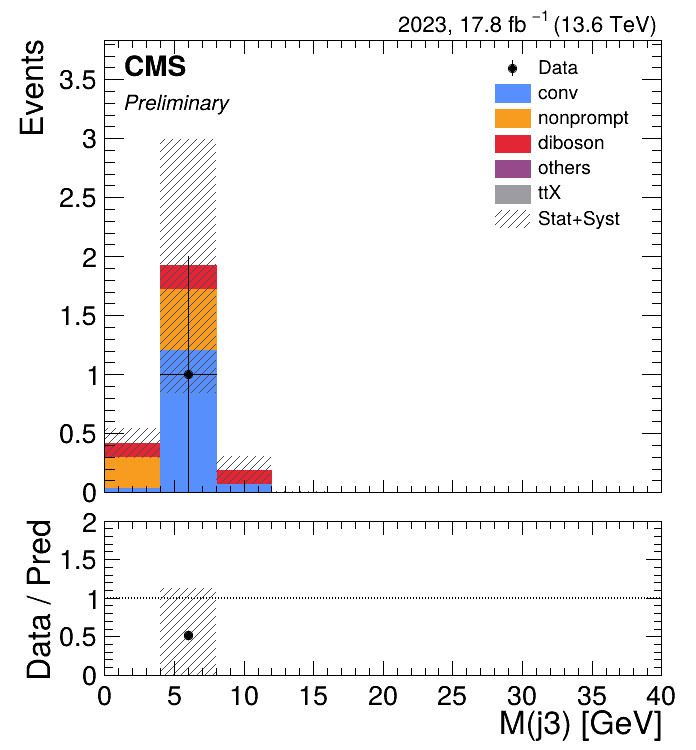 2023, 17.8 fb⁻¹ (13.6 TeV)
CMS
Preliminary
Events
3.5
3
2.5
2
1.5
1
0.5
0
Data
conv
nonprompt
diboson
others
ttX
Stat+Syst
Data / Pred
2
1.5
1
0.5
0
0 5 10 15 20 25 30 35 40
M(j3) [GeV]